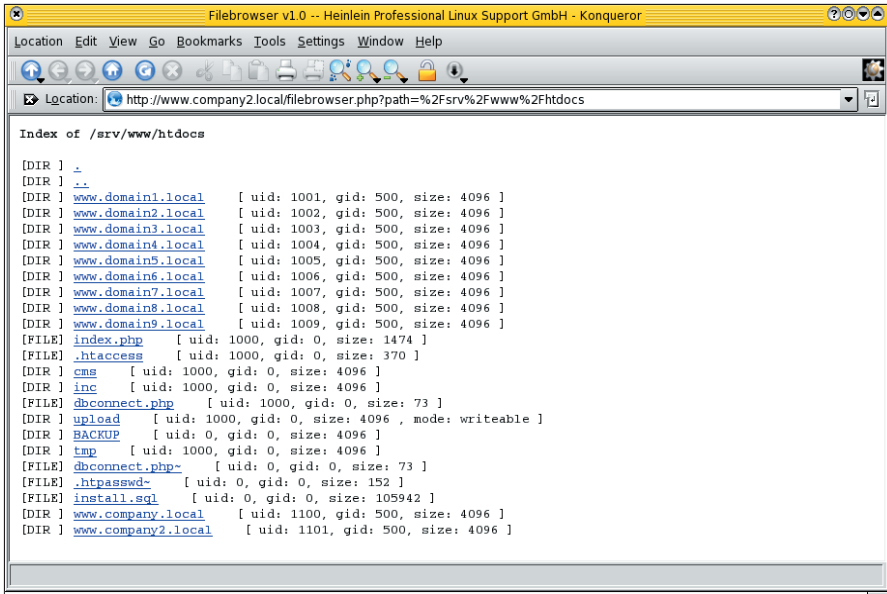 Filebrowser v1.0 -- Heinlein Professional Linux Support GmbH - Konqueror
Location Edit View Go Bookmarks Tools Settings Window Help
Location: http://www.company2.local/filebrowser.php?path=%2Fsrv%2Fwww%2Fhtdocs
Index of /srv/www/htdocs
[DIR ] .
[DIR ] ..
[DIR ] www.domain1.local [ uid: 1001, gid: 500, size: 4096 ]
[DIR ] www.domain2.local [ uid: 1002, gid: 500, size: 4096 ]
[DIR ] www.domain3.local [ uid: 1003, gid: 500, size: 4096 ]
[DIR ] www.domain4.local [ uid: 1004, gid: 500, size: 4096 ]
[DIR ] www.domain5.local [ uid: 1005, gid: 500, size: 4096 ]
[DIR ] www.domain6.local [ uid: 1006, gid: 500, size: 4096 ]
[DIR ] www.domain7.local [ uid: 1007, gid: 500, size: 4096 ]
[DIR ] www.domain8.local [ uid: 1008, gid: 500, size: 4096 ]
[DIR ] www.domain9.local [ uid: 1009, gid: 500, size: 4096 ]
[FILE] index.php [ uid: 1000, gid: 0, size: 1474 ]
[FILE] .htaccess [ uid: 1000, gid: 0, size: 370 ]
[DIR ] cms [ uid: 1000, gid: 0, size: 4096 ]
[DIR ] inc [ uid: 1000, gid: 0, size: 4096 ]
[FILE] dbconnect.php [ uid: 1000, gid: 0, size: 73 ]
[DIR ] upload [ uid: 1000, gid: 0, size: 4096 , mode: writeable ]
[DIR ] BACKUP [ uid: 0, gid: 0, size: 4096 ]
[DIR ] tmp [ uid: 1000, gid: 0, size: 4096 ]
[FILE] dbconnect.php~ [ uid: 0, gid: 0, size: 73 ]
[FILE] .htpasswd~ [ uid: 0, gid: 0, size: 152 ]
[FILE] install.sql [ uid: 0, gid: 0, size: 105942 ]
[DIR ] www.company.local [ uid: 1100, gid: 500, size: 4096 ]
[DIR ] www.company2.local [ uid: 1101, gid: 500, size: 4096 ]